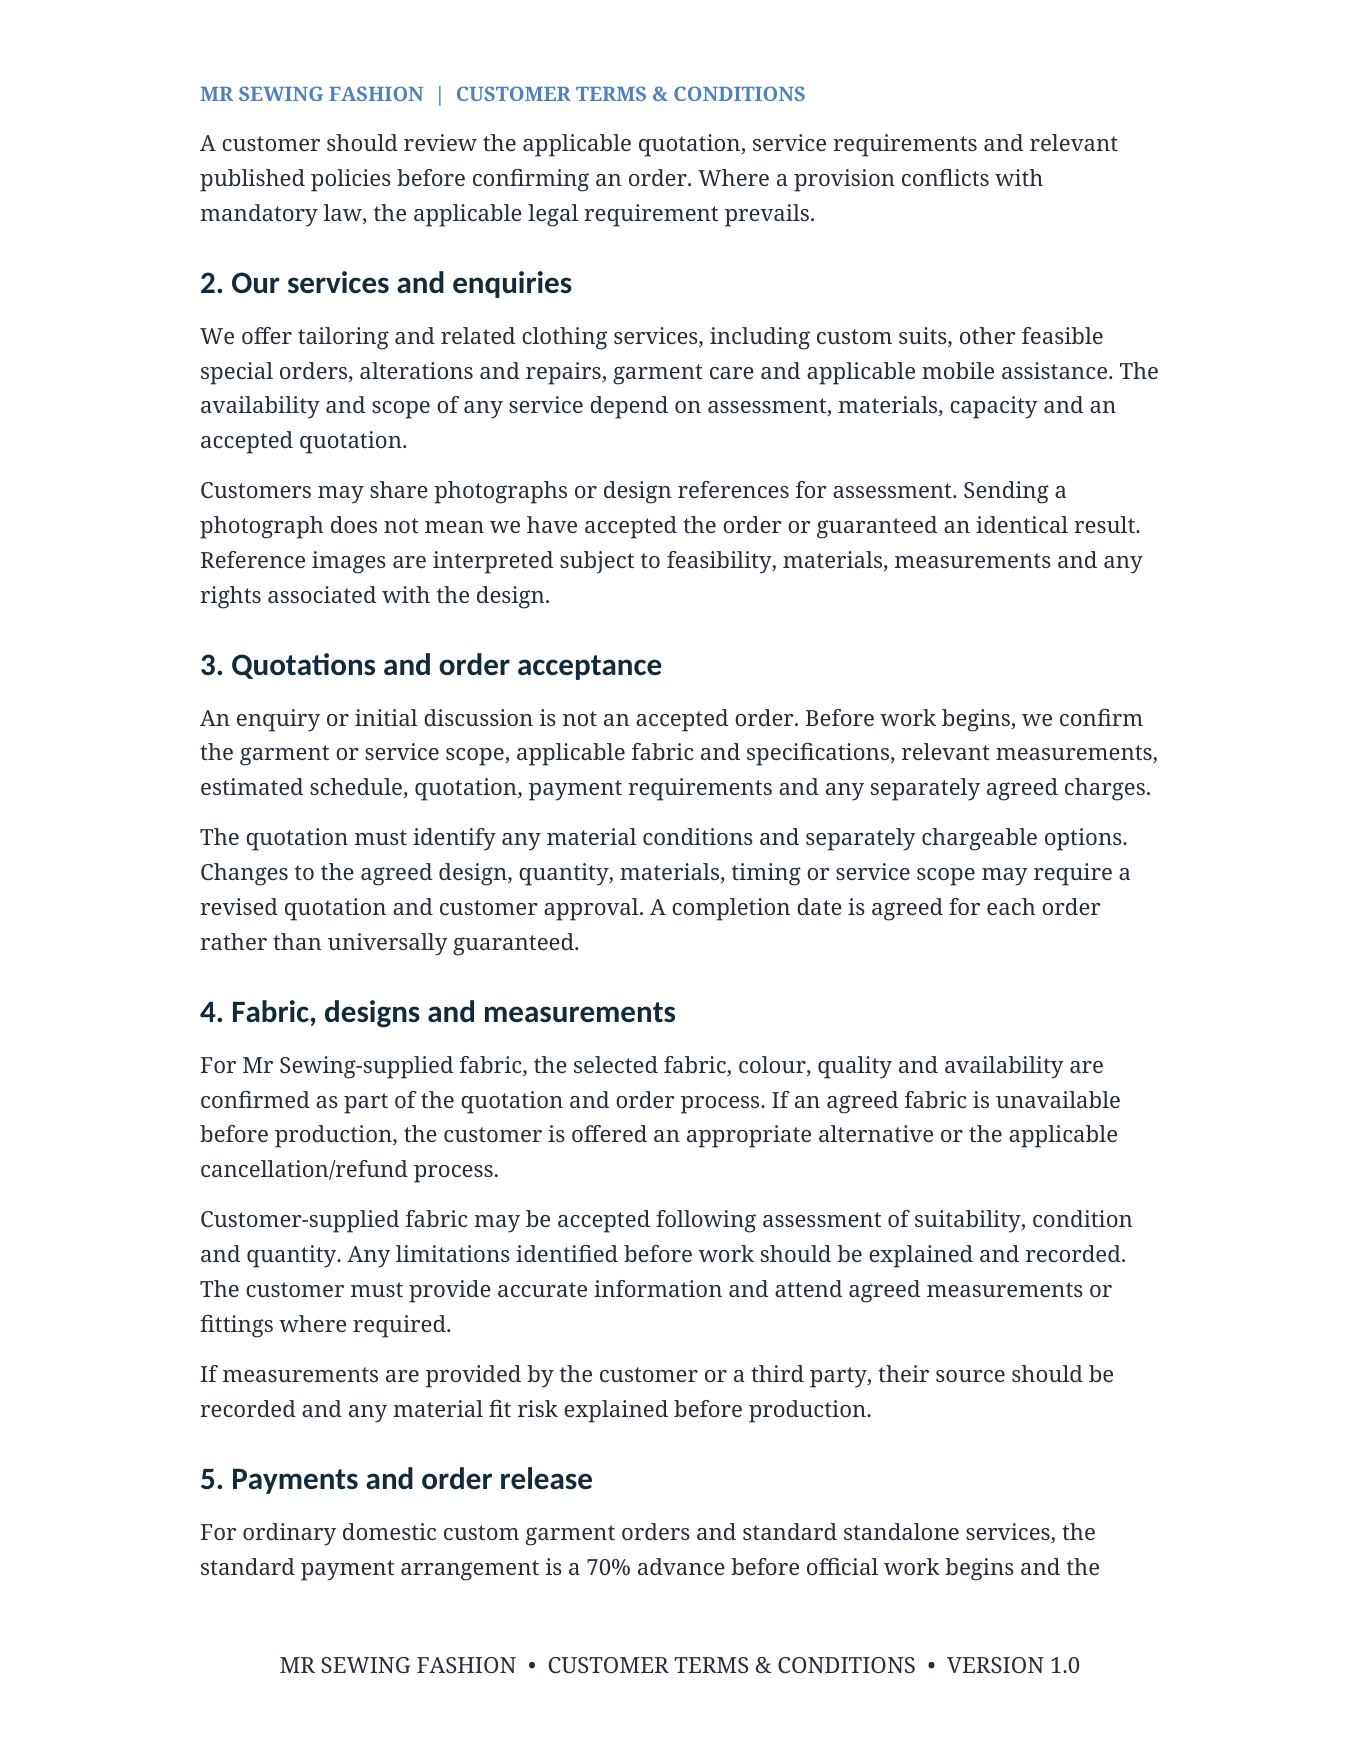 MR SEWING FASHION | CUSTOMER TERMS & CONDITIONS
A customer should review the applicable quotation, service requirements and relevant
published policies before confirming an order. Where a provision conflicts with
mandatory law, the applicable legal requirement prevails.
2. Our services and enquiries
We offer tailoring and related clothing services, including custom suits, other feasible
special orders, alterations and repairs, garment care and applicable mobile assistance. The
availability and scope of any service depend on assessment, materials, capacity and an
accepted quotation.
Customers may share photographs or design references for assessment. Sending a
photograph does not mean we have accepted the order or guaranteed an identical result.
Reference images are interpreted subject to feasibility, materials, measurements and any
rights associated with the design.
3. Quotations and order acceptance
An enquiry or initial discussion is not an accepted order. Before work begins, we confirm
the garment or service scope, applicable fabric and specifications, relevant measurements,
estimated schedule, quotation, payment requirements and any separately agreed charges.
The quotation must identify any material conditions and separately chargeable options.
Changes to the agreed design, quantity, materials, timing or service scope may require a
revised quotation and customer approval. A completion date is agreed for each order
rather than universally guaranteed.
4. Fabric, designs and measurements
For Mr Sewing-supplied fabric, the selected fabric, colour, quality and availability are
confirmed as part of the quotation and order process. If an agreed fabric is unavailable
before production, the customer is offered an appropriate alternative or the applicable
cancellation/refund process.
Customer-supplied fabric may be accepted following assessment of suitability, condition
and quantity. Any limitations identified before work should be explained and recorded.
The customer must provide accurate information and attend agreed measurements or
fittings where required.
If measurements are provided by the customer or a third party, their source should be
recorded and any material fit risk explained before production.
5. Payments and order release
For ordinary domestic custom garment orders and standard standalone services, the
standard payment arrangement is a 70% advance before official work begins and the
MR SEWING FASHION • CUSTOMER TERMS & CONDITIONS • VERSION 1.0